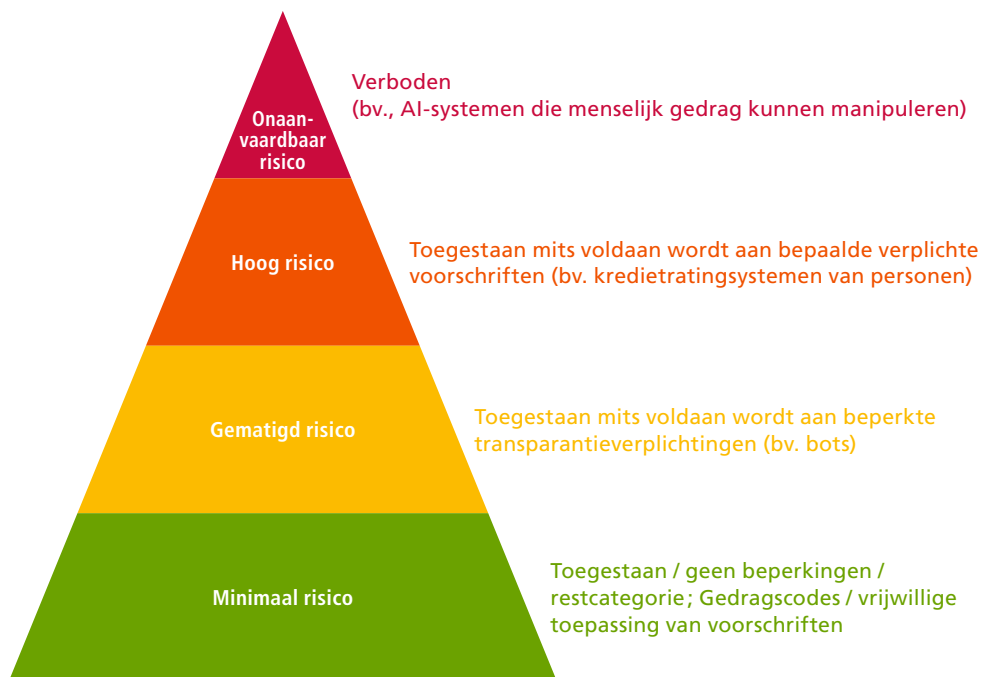 Verboden
(bv., AI-systemen die menselijk gedrag kunnen manipuleren)
Onaan-
vaardbaar
risico
Hoog risico
Toegestaan mits voldaan wordt aan bepaalde verplichte
voorschriften (bv. kredietratingsystemen van personen)
Gematigd risico
Toegestaan mits voldaan wordt aan beperkte
transparantieverplichtingen (bv. bots)
Minimaal risico
Toegestaan / geen beperkingen /
restcategorie; Gedragscodes / vrijwillige
toepassing van voorschriften